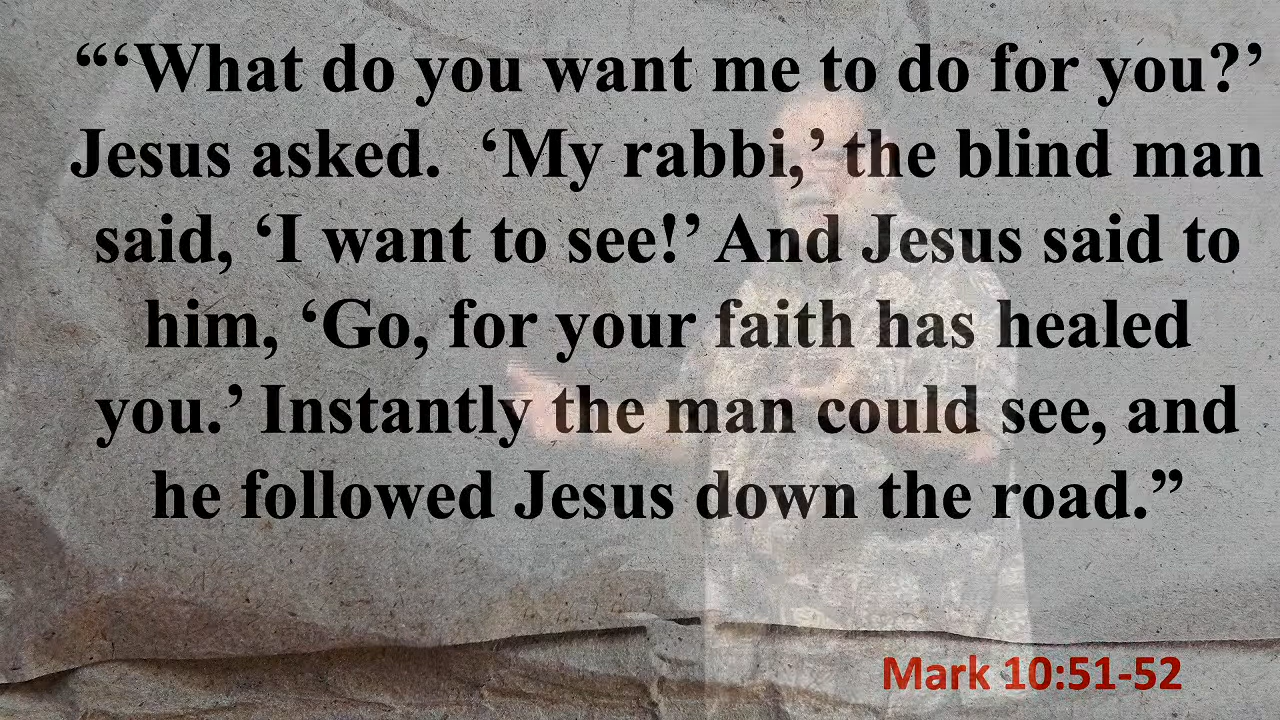 “‘What do you want me to do for you?’
Jesus asked.  ‘My rabbi,’ the blind man
said, ‘I want to see!’ And Jesus said to
him, ‘Go, for your faith has healed
you.’ Instantly the man could see, and
he followed Jesus down the road.”
Mark 10:51-52